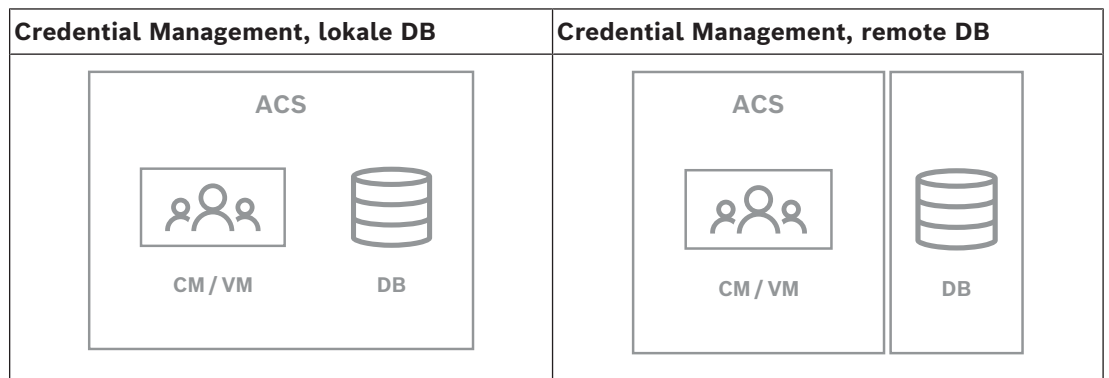 Credential Management, lokale DB
Credential Management, remote DB
ACS
CM / VM
DB
ACS
CM / VM
DB